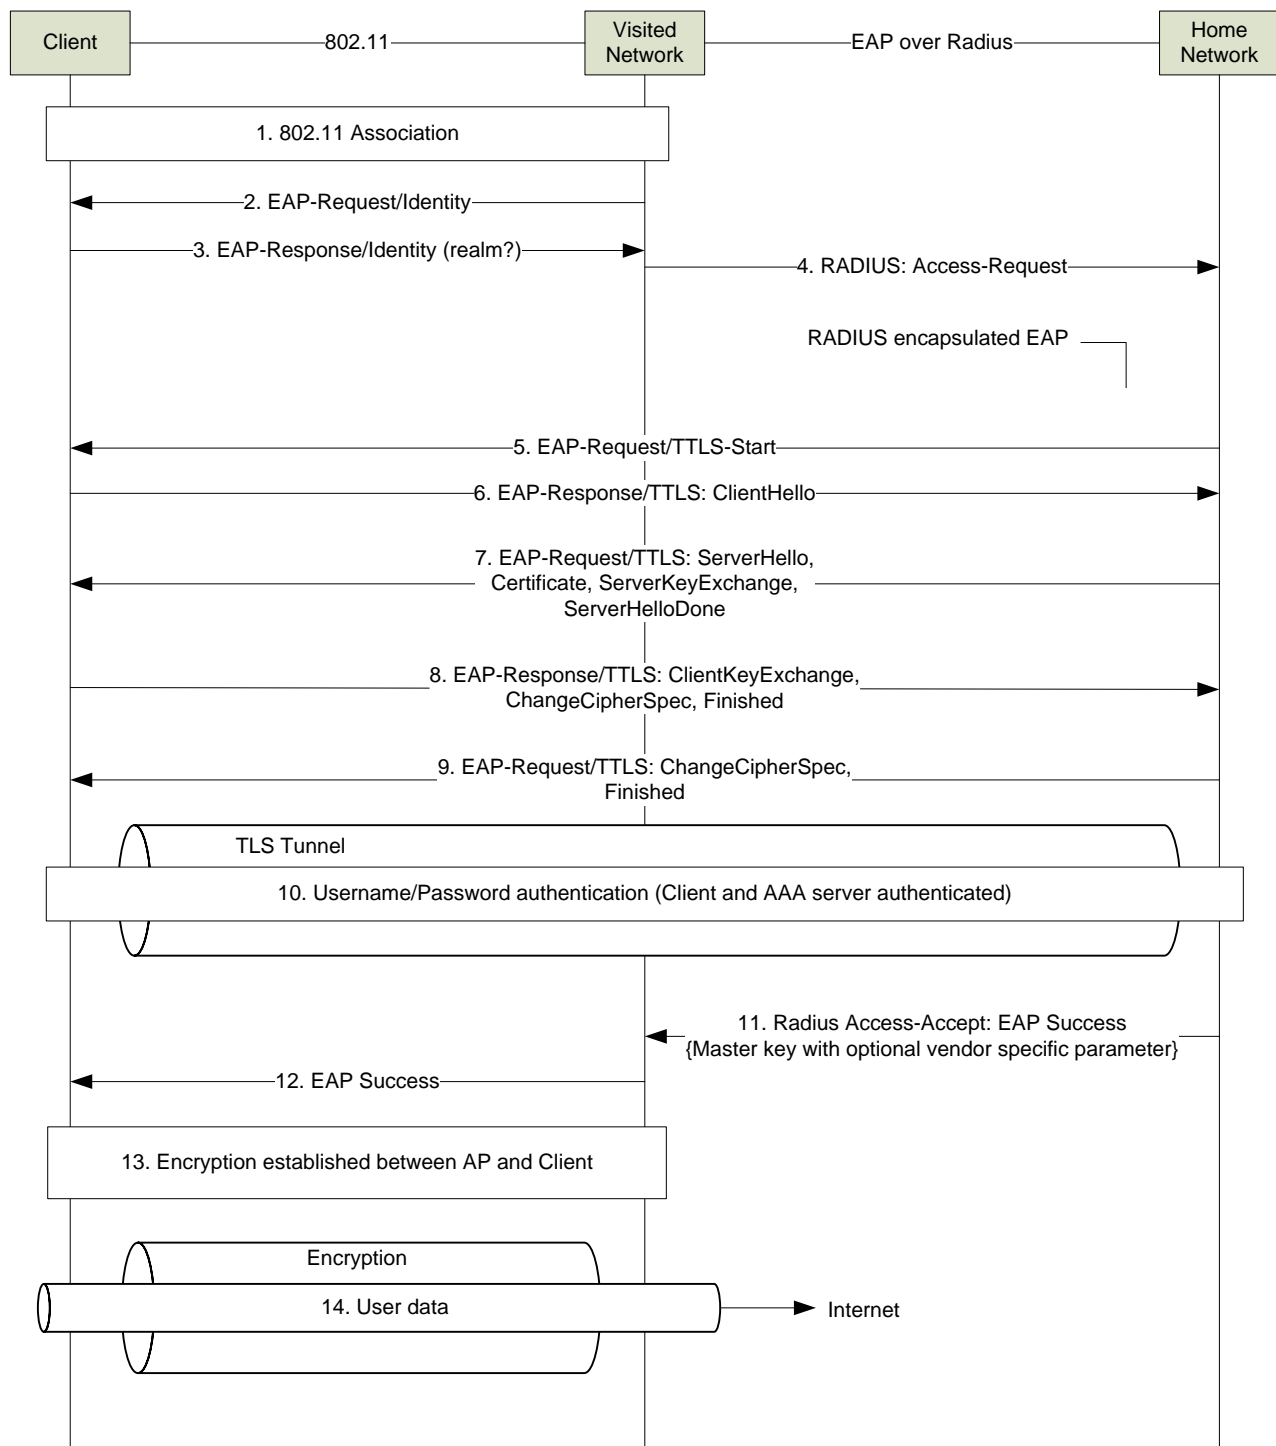 Client
802.11
Visited
Network
EAP over Radius
Home
Network
1. 802.11 Association
2. EAP-Request/Identity
3. EAP-Response/Identity (realm?)
4. RADIUS: Access-Request
RADIUS encapsulated EAP
5. EAP-Request/TTLS-Start
6. EAP-Response/TTLS: ClientHello
7. EAP-Request/TTLS: ServerHello,
Certificate, ServerKeyExchange,
ServerHelloDone
8. EAP-Response/TTLS: ClientKeyExchange,
ChangeCipherSpec, Finished
9. EAP-Request/TTLS: ChangeCipherSpec,
Finished
TLS Tunnel
10. Username/Password authentication (Client and AAA server authenticated)
11. Radius Access-Accept: EAP Success
{Master key with optional vendor specific parameter}
12. EAP Success
13. Encryption established between AP and Client
Encryption
14. User data
Internet